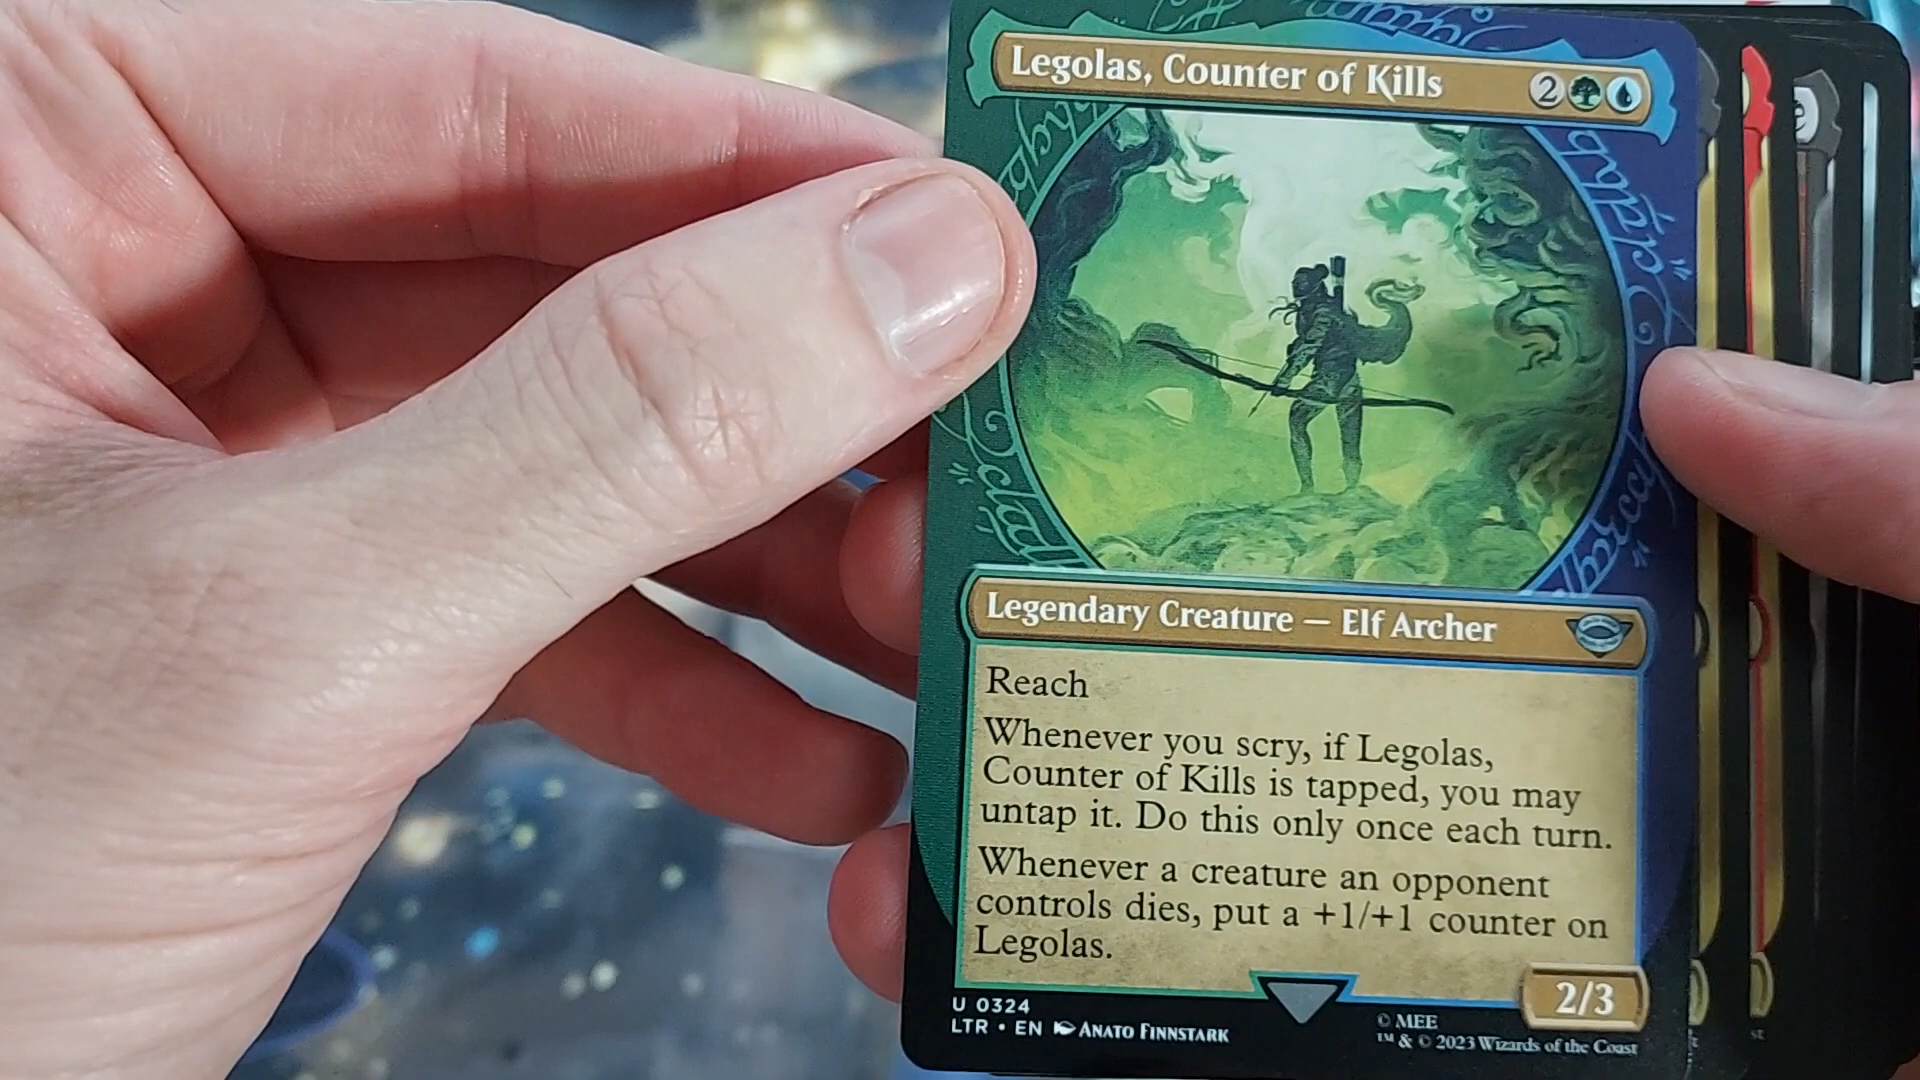 Legolas, Counter of Kills 2
Legendary Creature — Elf Archer
Reach
Whenever you scry, if Legolas,
Counter of Kills is tapped, you may
untap it. Do this only once each turn.
Whenever a creature an opponent
controls dies, put a +1/+1 counter on
Legolas.
2/3
U 0324
LTR • EN ANATO FINNSTARK
© MEE
™ & © 2023 Wizards of the Coast